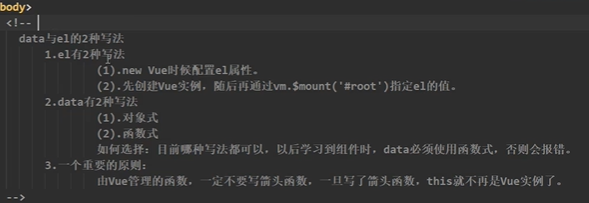 body>
<!--
data与el的2种写法
1.el有2种写法
(1).new Vue时候配置el属性。
(2).先创建Vue实例，随后再通过vm.$mount('#root')指定el的值。
2.data有2种写法
(1).对象式
(2).函数式
如何选择：目前哪种写法都可以，以后学习到组件时，data必须使用函数式，否则会报错。
3.一个重要的原则：
由Vue管理的函数，一定不要写箭头函数，一旦写了箭头函数，this就不再是Vue实例了。
-->